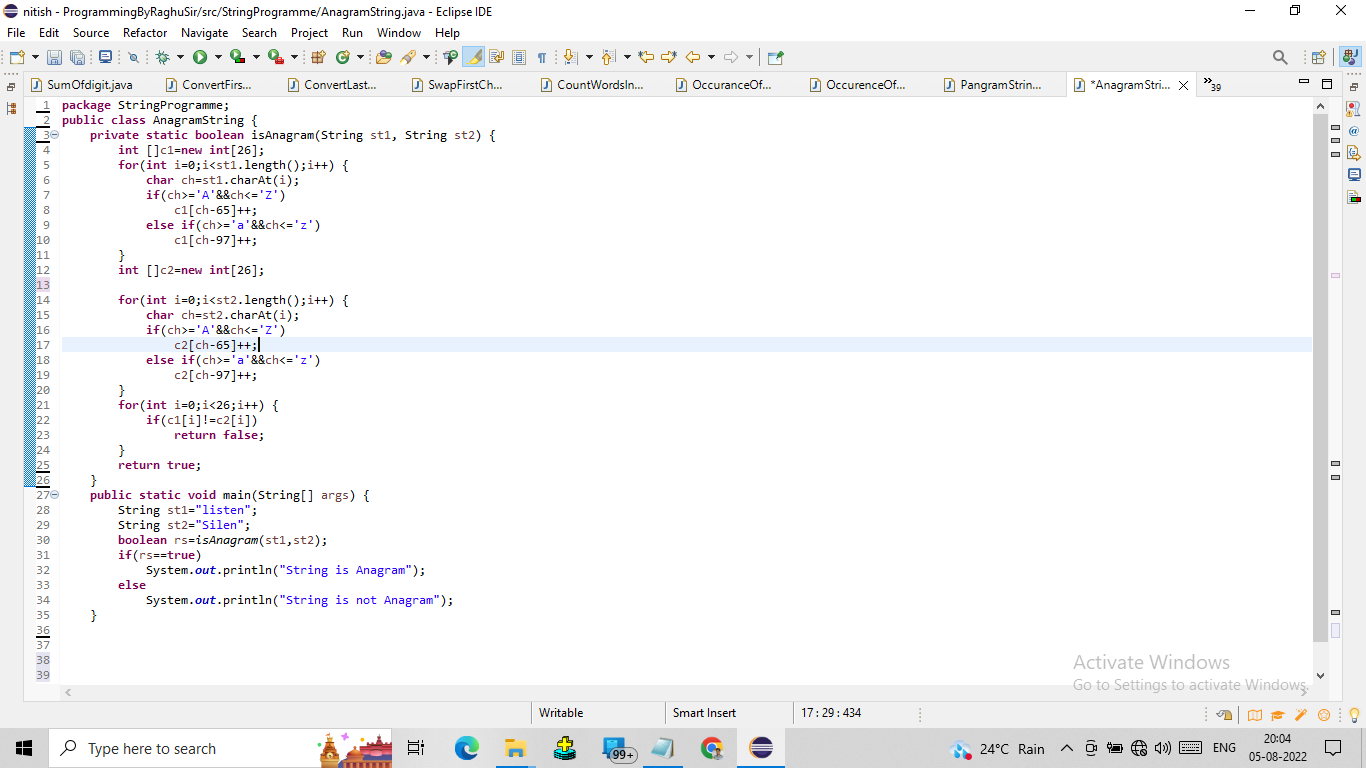 nitish - ProgrammingByRaghuSir/src/StringProgramme/AnagramString.java - Eclipse IDE
File Edit Source Refactor Navigate Search Project Run Window Help
SumOfdigit.java ConvertFirs... ConvertLast... SwapFirstCh... CountWordsIn... OccuranceOf... OccurenceOf... PangramStrin... *AnagramStri... 39
1 package StringProgramme;
2 public class AnagramString {
3 private static boolean isAnagram(String st1, String st2) {
4 int []c1=new int[26];
5 for(int i=0;i<st1.length();i++) {
6 char ch=st1.charAt(i);
7 if(ch>='A'&&ch<='Z')
8 c1[ch-65]++;
9 else if(ch>='a'&&ch<='z')
10 c1[ch-97]++;
11 }
12 int []c2=new int[26];
13
14 for(int i=0;i<st2.length();i++) {
15 char ch=st2.charAt(i);
16 if(ch>='A'&&ch<='Z')
17 c2[ch-65]++;
18 else if(ch>='a'&&ch<='z')
19 c2[ch-97]++;
20 }
21 for(int i=0;i<26;i++) {
22 if(c1[i]!=c2[i])
23 return false;
24 }
25 return true;
26 }
27 public static void main(String[] args) {
28 String st1="listen";
29 String st2="Silen";
30 boolean rs=isAnagram(st1,st2);
31 if(rs==true)
32 System.out.println("String is Anagram");
33 else
34 System.out.println("String is not Anagram");
35 }
36
37
38
39
Activate Windows
Go to Settings to activate Windows.
Writable Smart Insert 17 : 29 : 434
Type here to search 99+ 24°C Rain ENG 20:04
05-08-2022